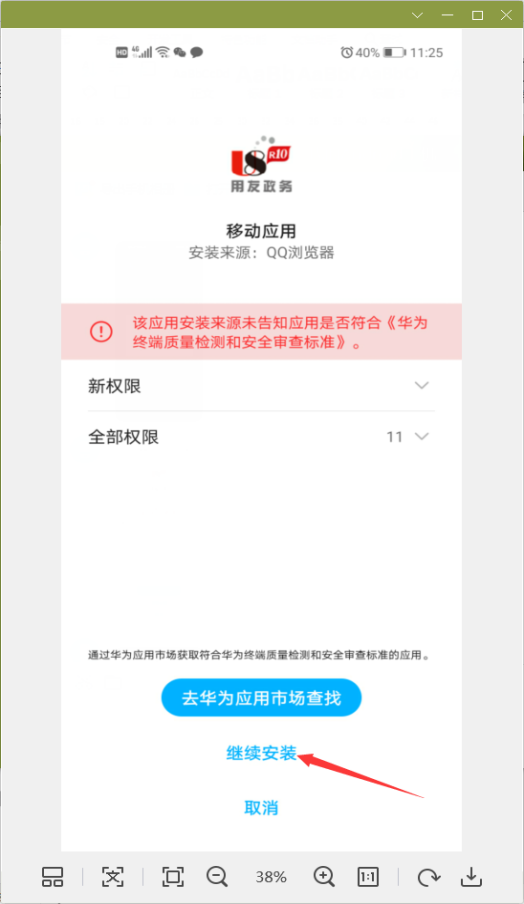 HD 4G 40% 11:25
U8 R10
用友政务
移动应用
安装来源：QQ浏览器
该应用安装来源未告知应用是否符合《华为
终端质量检测和安全审查标准》。
新权限
全部权限 11
通过华为应用市场获取符合华为终端质量检测和安全审查标准的应用。
去华为应用市场查找
继续安装
取消
文 38% 1:1